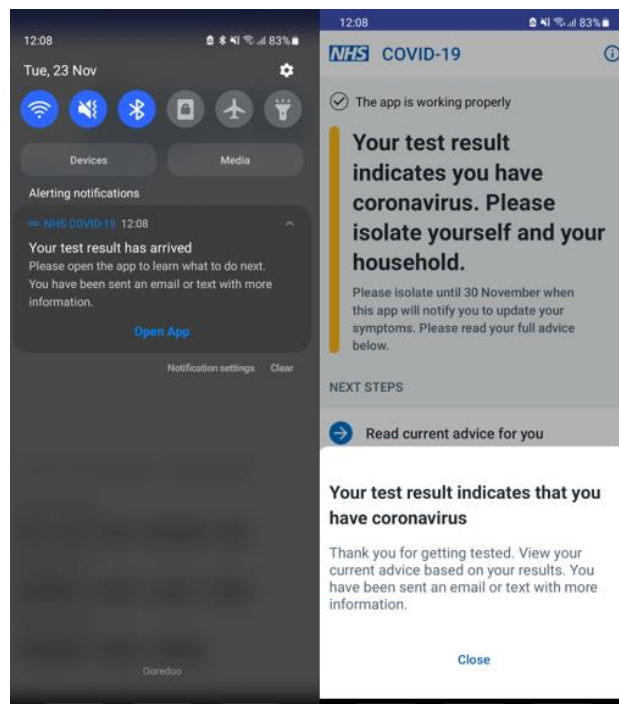 12:08
83%
Tue, 23 Nov
Devices
Media
Alerting notifications
NHS COVID-19 12:08
Your test result has arrived
Please open the app to learn what to do next.
You have been sent an email or text with more
information.
Open App
Notification settings Clear
Ooredoo
12:08
83%
NHS COVID-19
The app is working properly
Your test result
indicates you have
coronavirus. Please
isolate yourself and your
household.
Please isolate until 30 November when
this app will notify you to update your
symptoms. Please read your full advice
below.
NEXT STEPS
Read current advice for you
Your test result indicates that you
have coronavirus
Thank you for getting tested. View your
current advice based on your results. You
have been sent an email or text with more
information.
Close